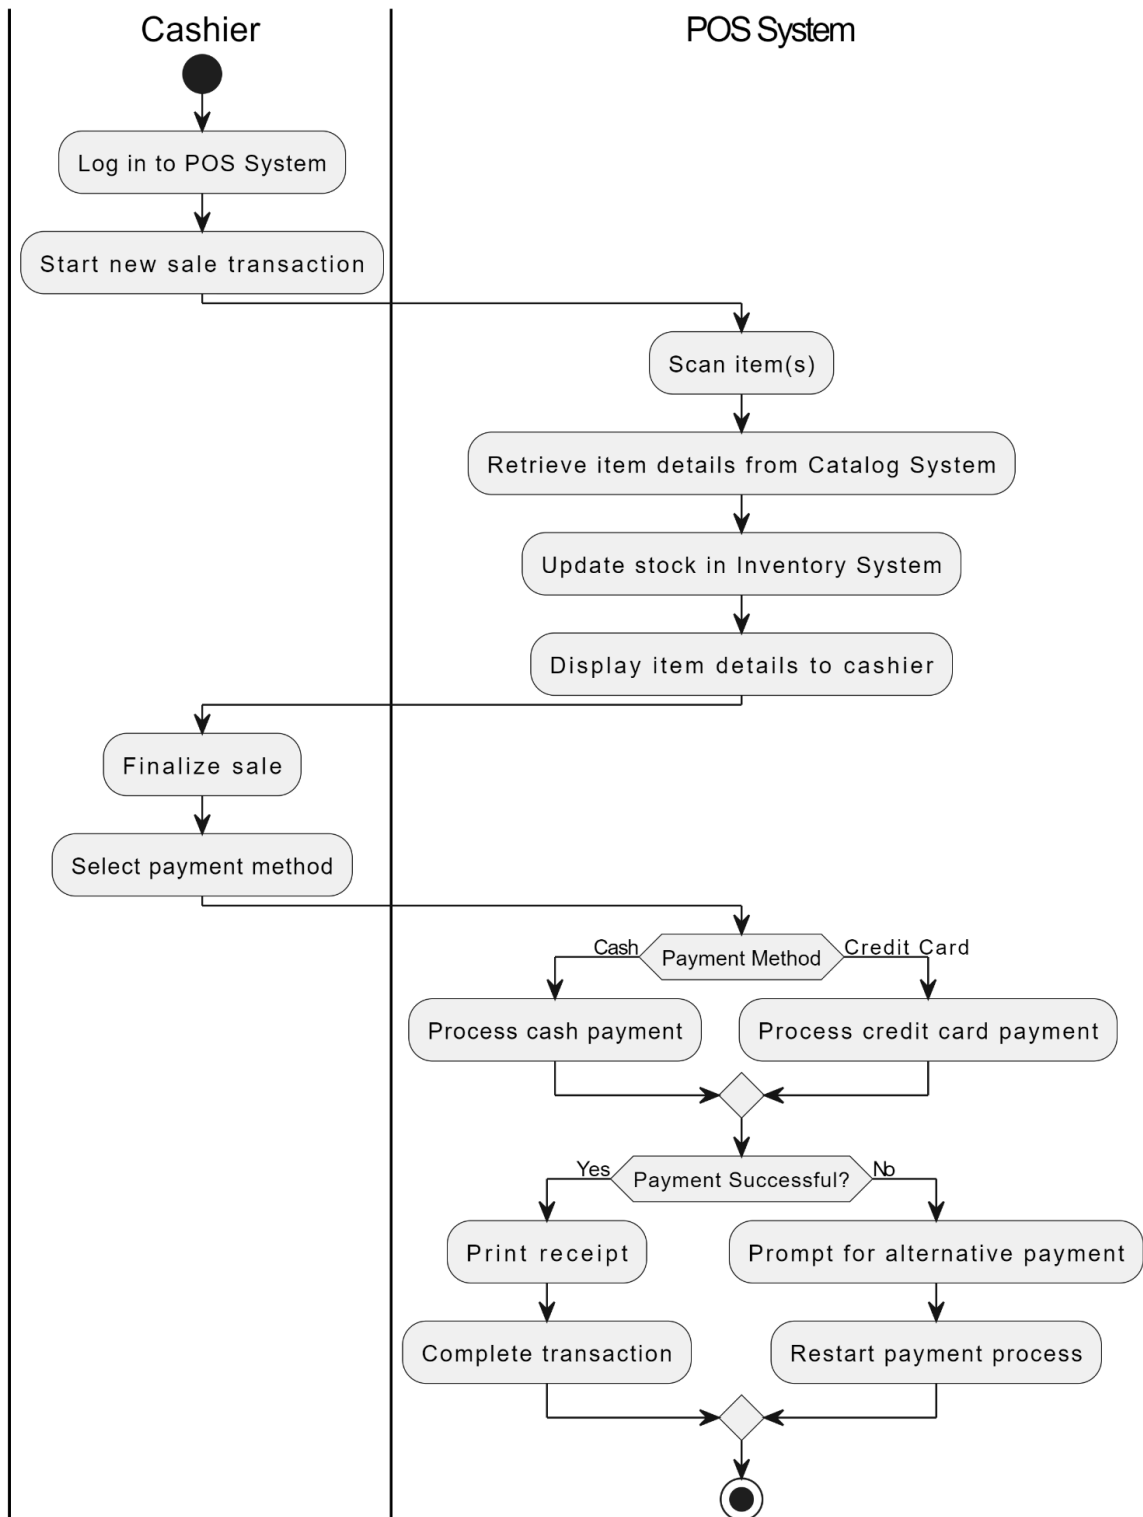 Cashier
POS System
Log in to POS System
Start new sale transaction
Scan item(s)
Retrieve item details from Catalog System
Update stock in Inventory System
Display item details to cashier
Finalize sale
Select payment method
Cash
Payment Method
Credit Card
Process cash payment
Process credit card payment
Yes
Payment Successful?
No
Print receipt
Prompt for alternative payment
Complete transaction
Restart payment process